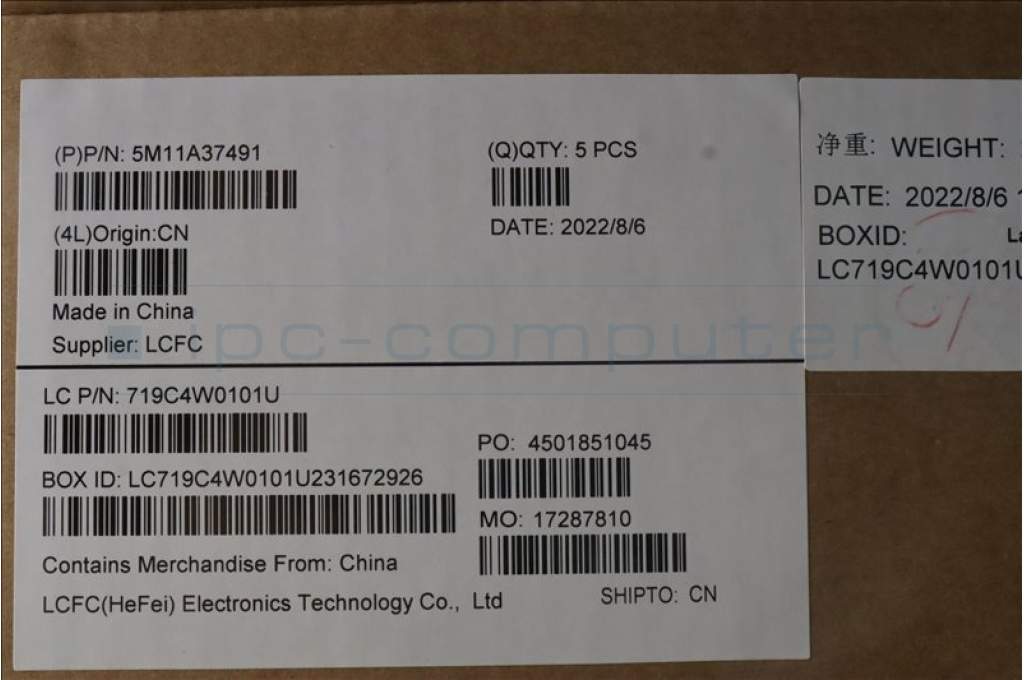 (P)P/N: 5M11A37491
(Q)QTY: 5 PCS
(4L)Origin:CN
DATE: 2022/8/6
Made in China
Supplier: LCFC
LC P/N: 719C4W0101U
PO: 4501851045
BOX ID: LC719C4W0101U231672926
MO: 17287810
Contains Merchandise From: China
LCFC(HeFei) Electronics Technology Co., Ltd
SHIPTO: CN
净重: WEIGHT:
DATE: 2022/8/6
BOXID:
LC719C4W0101U
ipc-computer